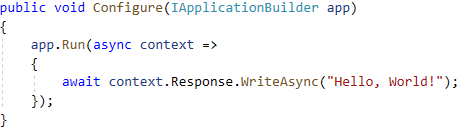 public void Configure(IApplicationBuilder app)
{
    app.Run(async context =>
    {
        await context.Response.WriteAsync("Hello, World!");
    });
}